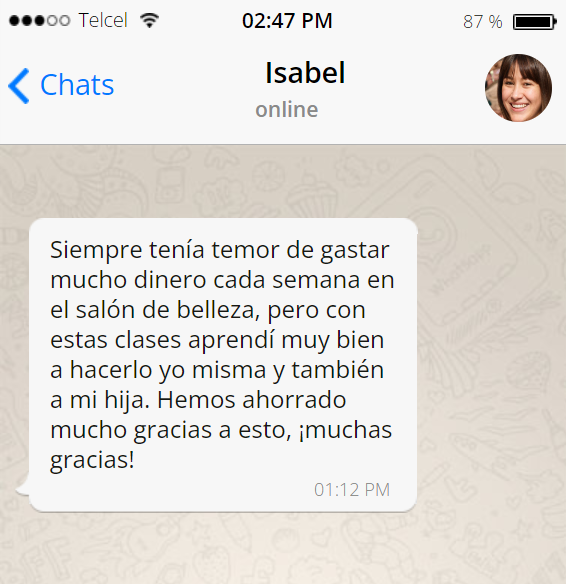 Telcel 02:47 PM 87 %
Chats Isabel
online
Siempre tenía temor de gastar
mucho dinero cada semana en
el salón de belleza, pero con
estas clases aprendí muy bien
a hacerlo yo misma y también
a mi hija. Hemos ahorrado
mucho gracias a esto, ¡muchas
gracias!
01:12 PM
WhatsApp